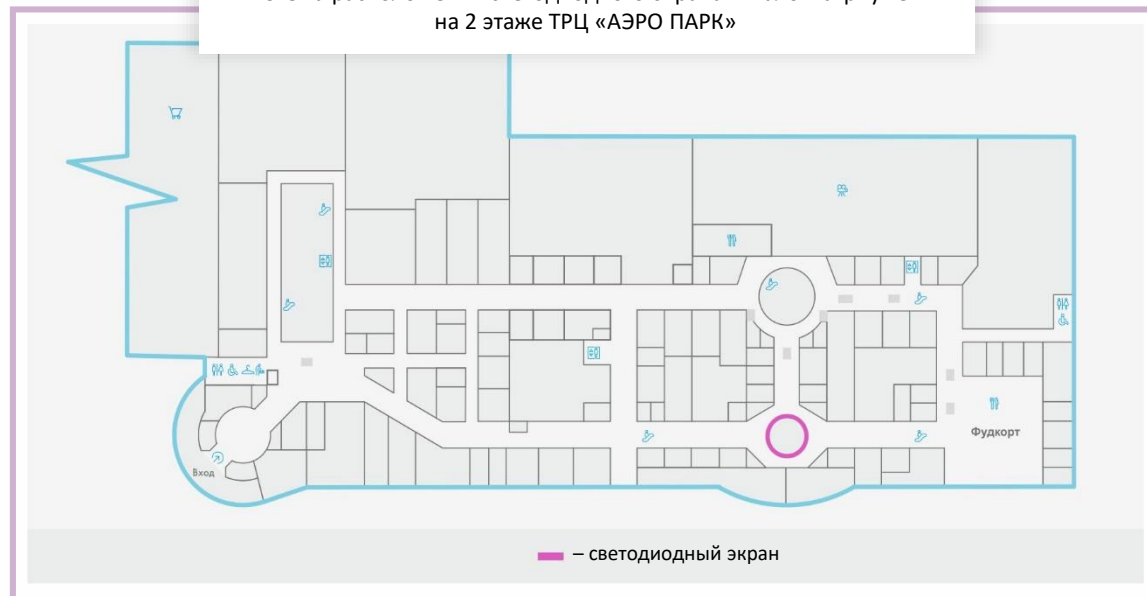 на 2 этаже ТРЦ «АЭРО ПАРК»
Вход
Фудкорт
– светодиодный экран